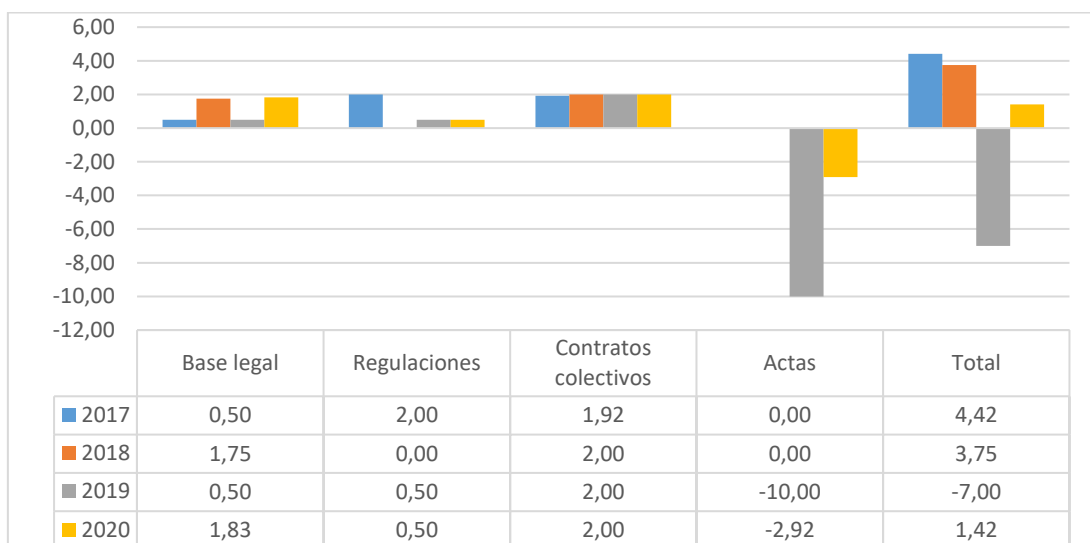 6,00
4,00
2,00
0,00
-2,00
-4,00
-6,00
-8,00
-10,00
-12,00
Base legal Regulaciones Contratos colectivos Actas Total
2017 0,50 2,00 1,92 0,00 4,42
2018 1,75 0,00 2,00 0,00 3,75
2019 0,50 0,50 2,00 -10,00 -7,00
2020 1,83 0,50 2,00 -2,92 1,42